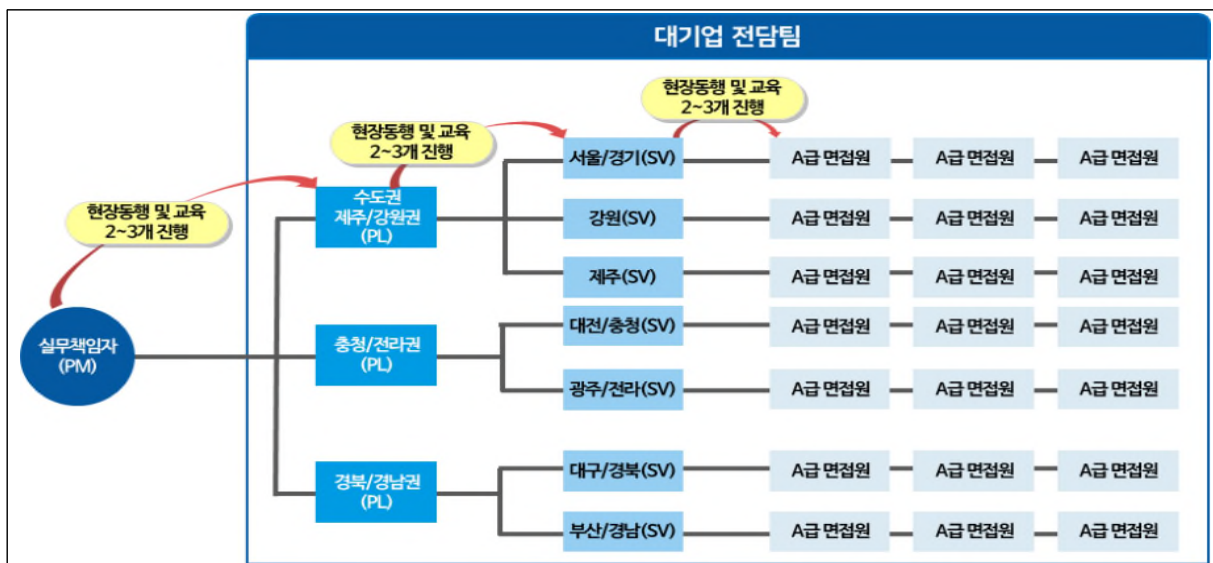 대기업 전담팀
현장동행 및 교육
2~3개 진행
현장동행 및 교육
2~3개 진행
현장동행 및 교육
2~3개 진행
실무책임자
(PM)
수도권
제주/강원권
(PL)
서울/경기(SV)
A급 면접원
A급 면접원
A급 면접원
강원(SV)
A급 면접원
A급 면접원
A급 면접원
제주(SV)
A급 면접원
A급 면접원
A급 면접원
충청/전라권
(PL)
대전/충청(SV)
A급 면접원
A급 면접원
A급 면접원
광주/전라(SV)
A급 면접원
A급 면접원
A급 면접원
경북/경남권
(PL)
대구/경북(SV)
A급 면접원
A급 면접원
A급 면접원
부산/경남(SV)
A급 면접원
A급 면접원
A급 면접원